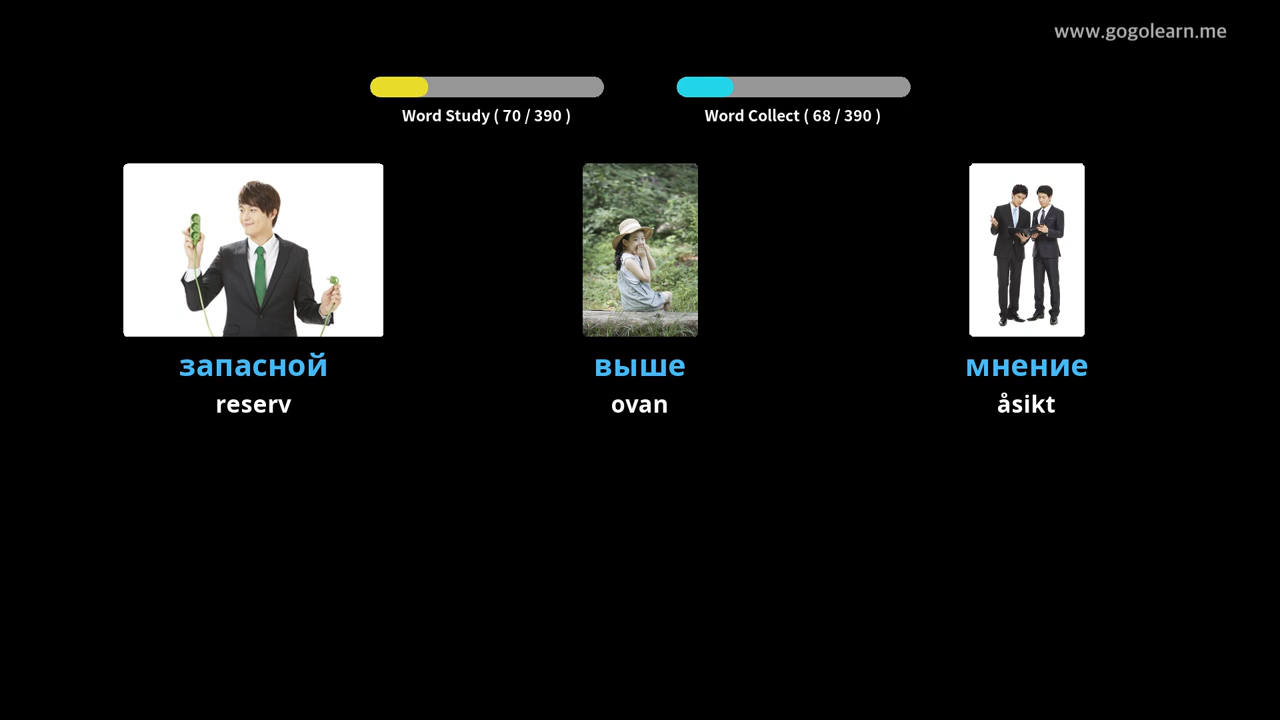 www.gogolearn.me
Word Study ( 70 / 390 )
Word Collect ( 68 / 390 )
запасной
reserv
выше
ovan
мнение
åsikt